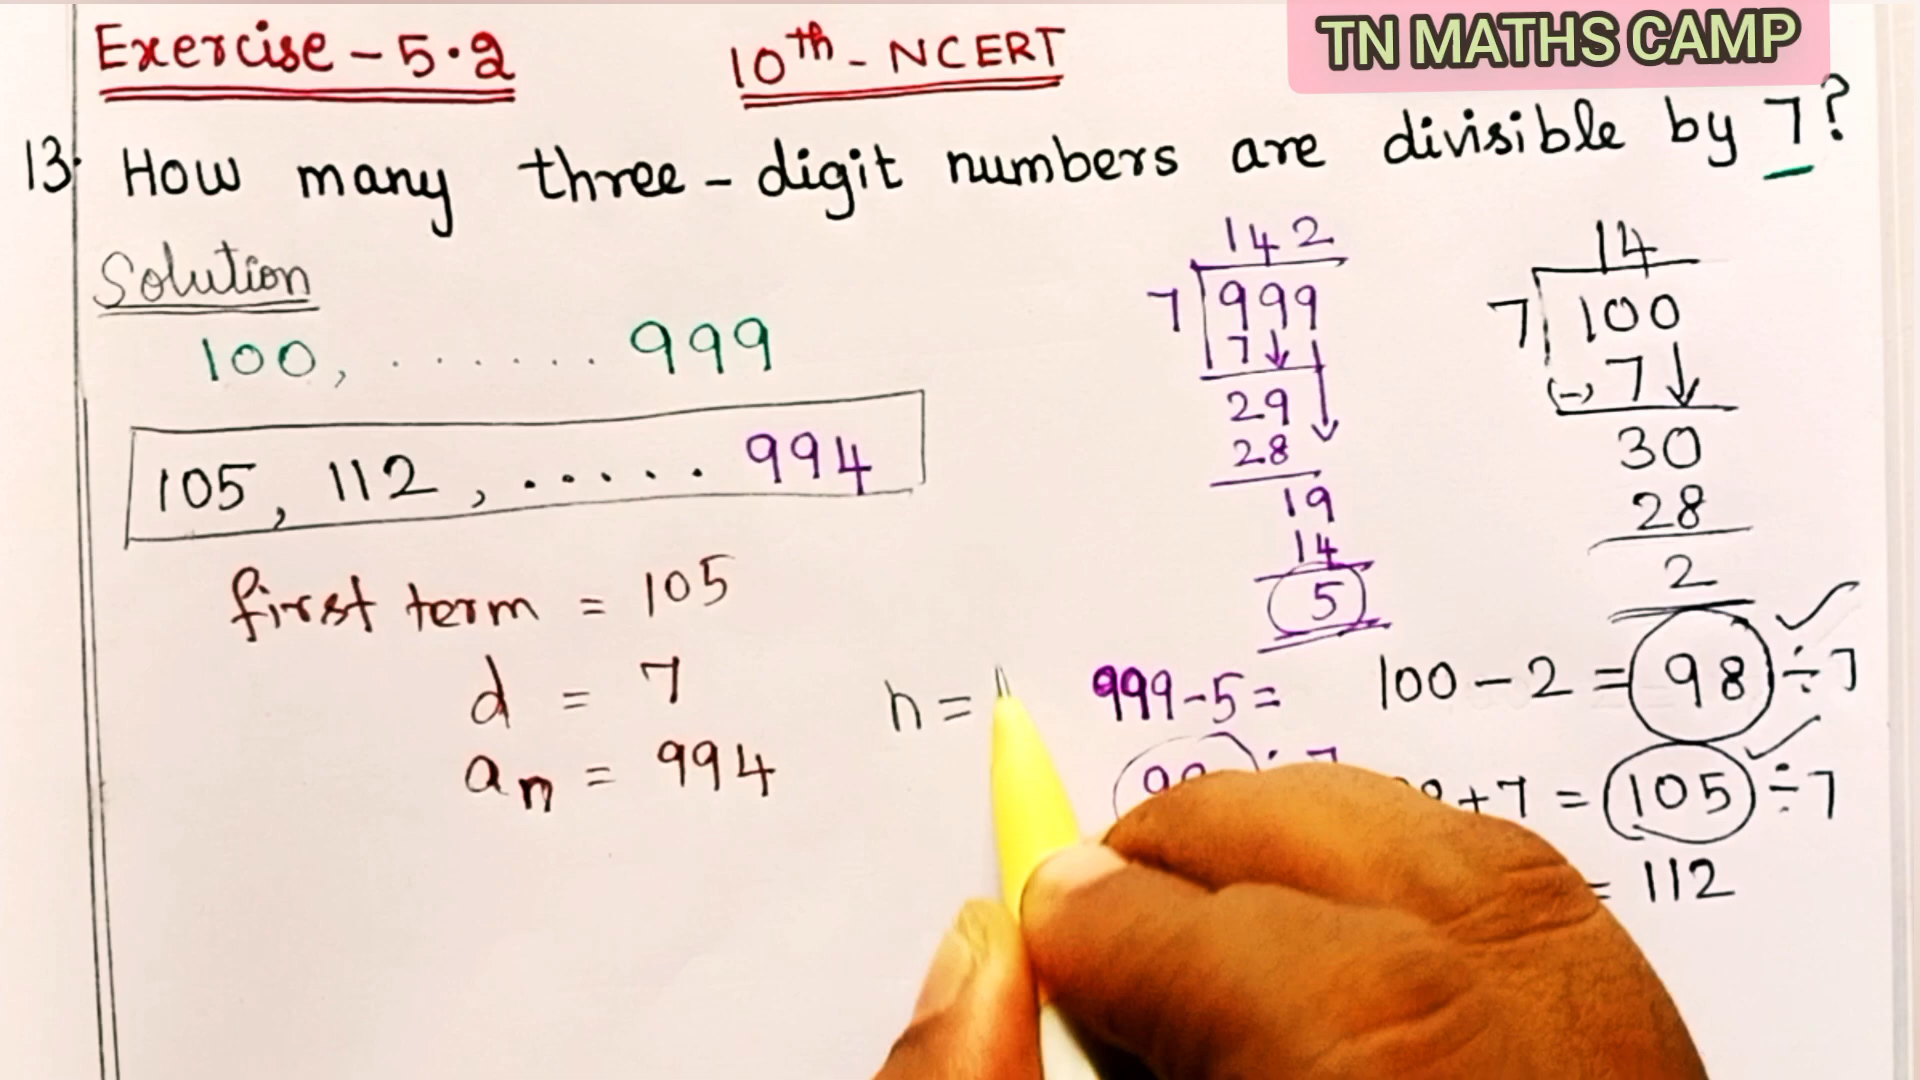 Exercise - 5.2
10th - NCERT
TN MATHS CAMP
13. How many three-digit numbers are divisible by 7?
Solution
100, ....... 999
105, 112, ..... 994
first term = 105
d = 7
an = 994
n =
142
7 999
7
29
28
19
14
5
999-5=
÷ 7
14
7 100
(-) 7
30
28
2
100 - 2 = 98 ÷ 7
+ 7 = 105 ÷ 7
= 112